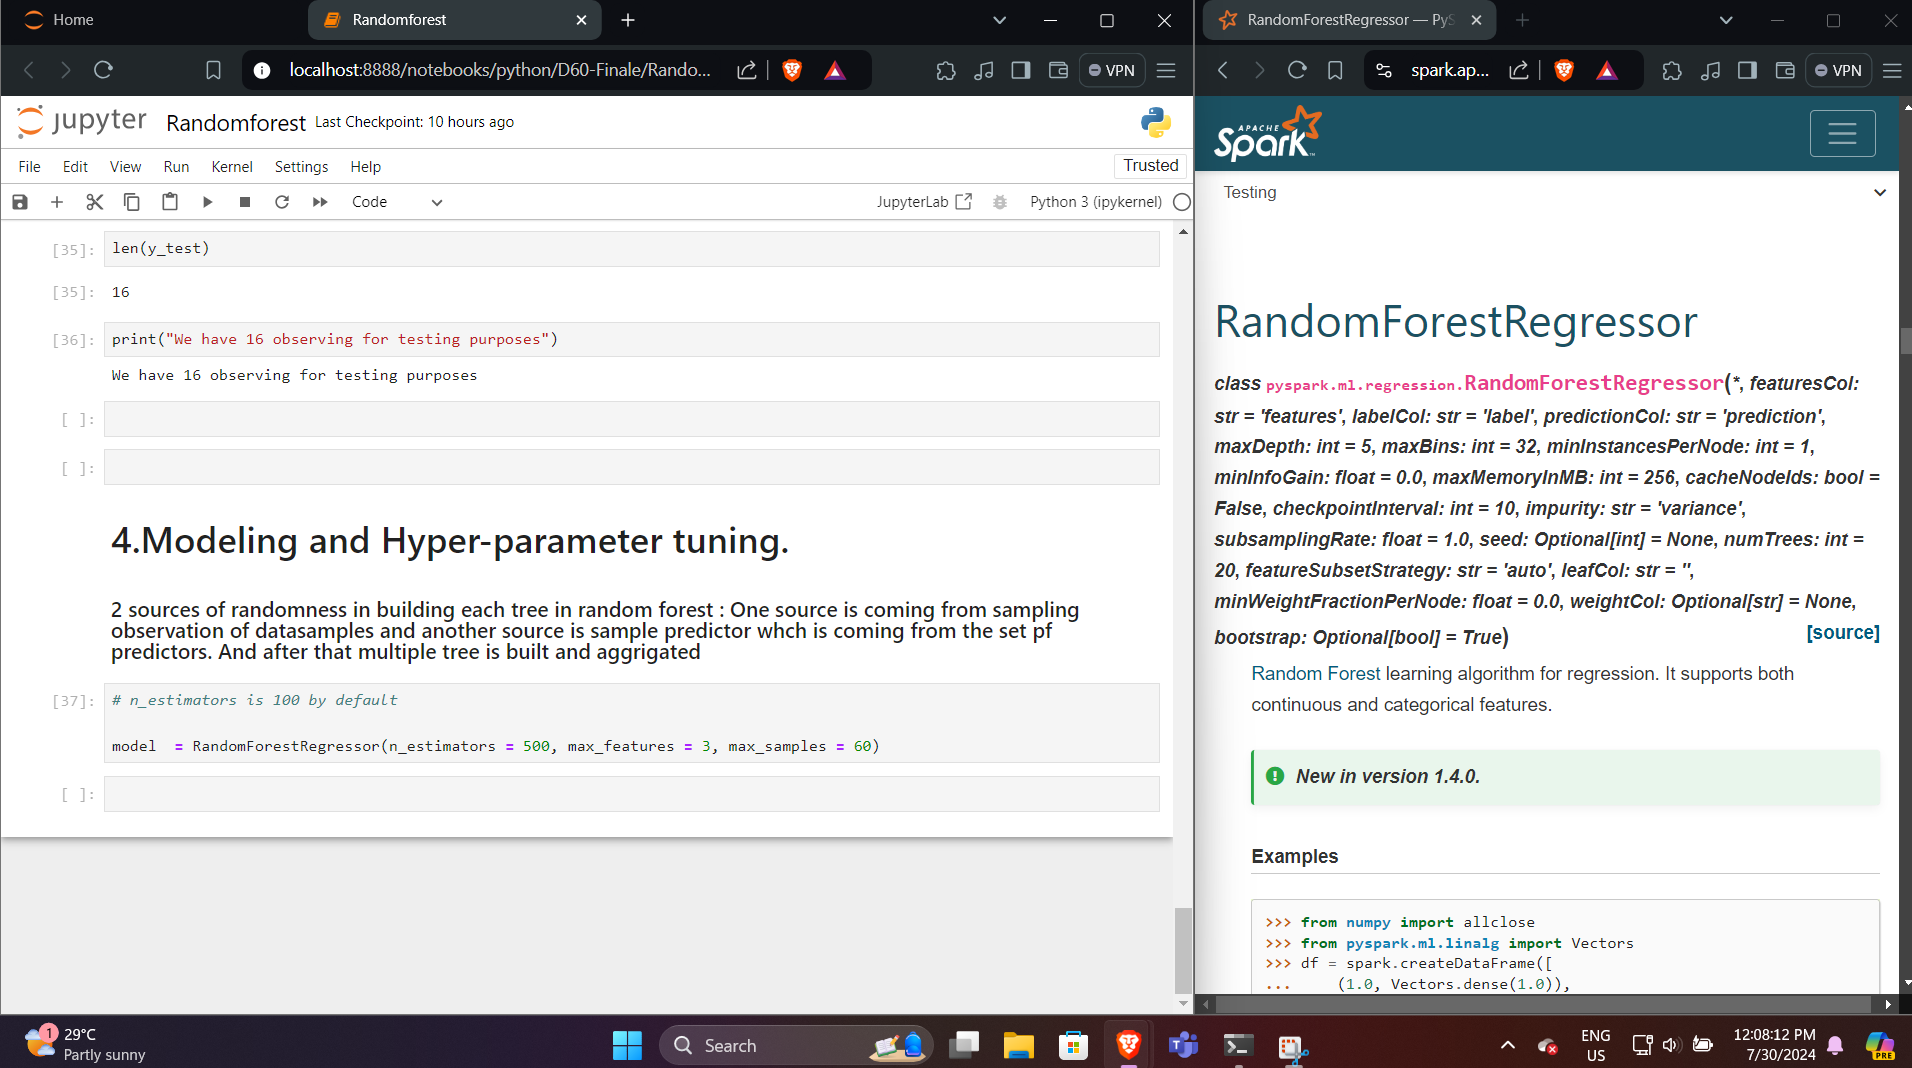 Home
Randomforest
localhost:8888/notebooks/python/D60-Finale/Rando...
VPN
jupyter Randomforest Last Checkpoint: 10 hours ago
File Edit View Run Kernel Settings Help
Trusted
Code
JupyterLab
Python 3 (ipykernel)
[35]: len(y_test)
[35]: 16
[36]: print("We have 16 observing for testing purposes")
We have 16 observing for testing purposes
[ ]:
[ ]:
4.Modeling and Hyper-parameter tuning.
2 sources of randomness in building each tree in random forest : One source is coming from sampling
observation of datasamples and another source is sample predictor whch is coming from the set pf
predictors. And after that multiple tree is built and aggrigated
[37]: # n_estimators is 100 by default
model  = RandomForestRegressor(n_estimators = 500, max_features = 3, max_samples = 60)
[ ]:
RandomForestRegressor — PyS
spark.ap...
VPN
APACHE
Spark
Testing
RandomForestRegressor
class pyspark.ml.regression.RandomForestRegressor(*, featuresCol:
str = 'features', labelCol: str = 'label', predictionCol: str = 'prediction',
maxDepth: int = 5, maxBins: int = 32, minInstancesPerNode: int = 1,
minInfoGain: float = 0.0, maxMemoryInMB: int = 256, cacheNodeIds: bool =
False, checkpointInterval: int = 10, impurity: str = 'variance',
subsamplingRate: float = 1.0, seed: Optional[int] = None, numTrees: int =
20, featureSubsetStrategy: str = 'auto', leafCol: str = '',
minWeightFractionPerNode: float = 0.0, weightCol: Optional[str] = None,
bootstrap: Optional[bool] = True)
[source]
Random Forest learning algorithm for regression. It supports both
continuous and categorical features.
New in version 1.4.0.
Examples
>>> from numpy import allclose
>>> from pyspark.ml.linalg import Vectors
>>> df = spark.createDataFrame([
...     (1.0, Vectors.dense(1.0)),
1
29°C
Partly sunny
Search
ENG
US
12:08:12 PM
7/30/2024
PRE